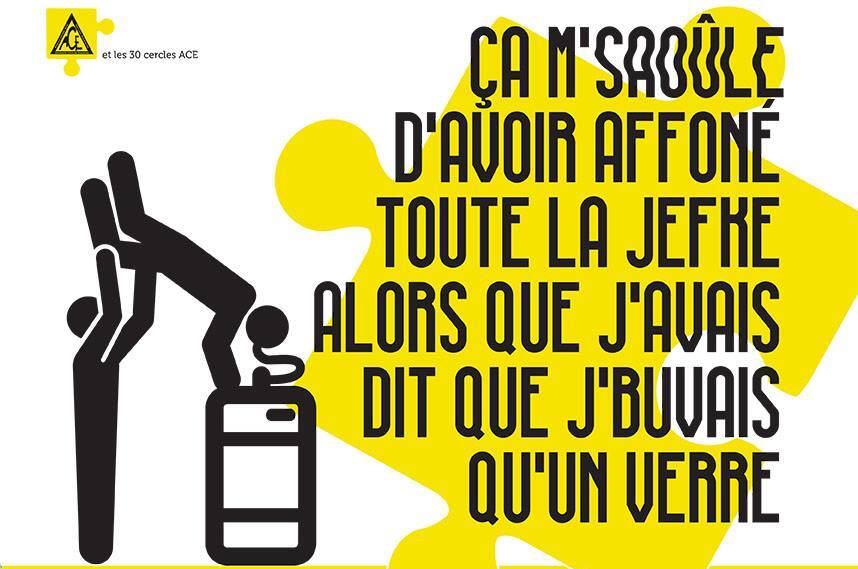 ACE
et les 30 cercles ACE
ÇA M'SAOÛLE
D'AVOIR AFFONÉ
TOUTE LA JEFKE
ALORS QUE J'AVAIS
DIT QUE J'BUVAIS
QU'UN VERRE